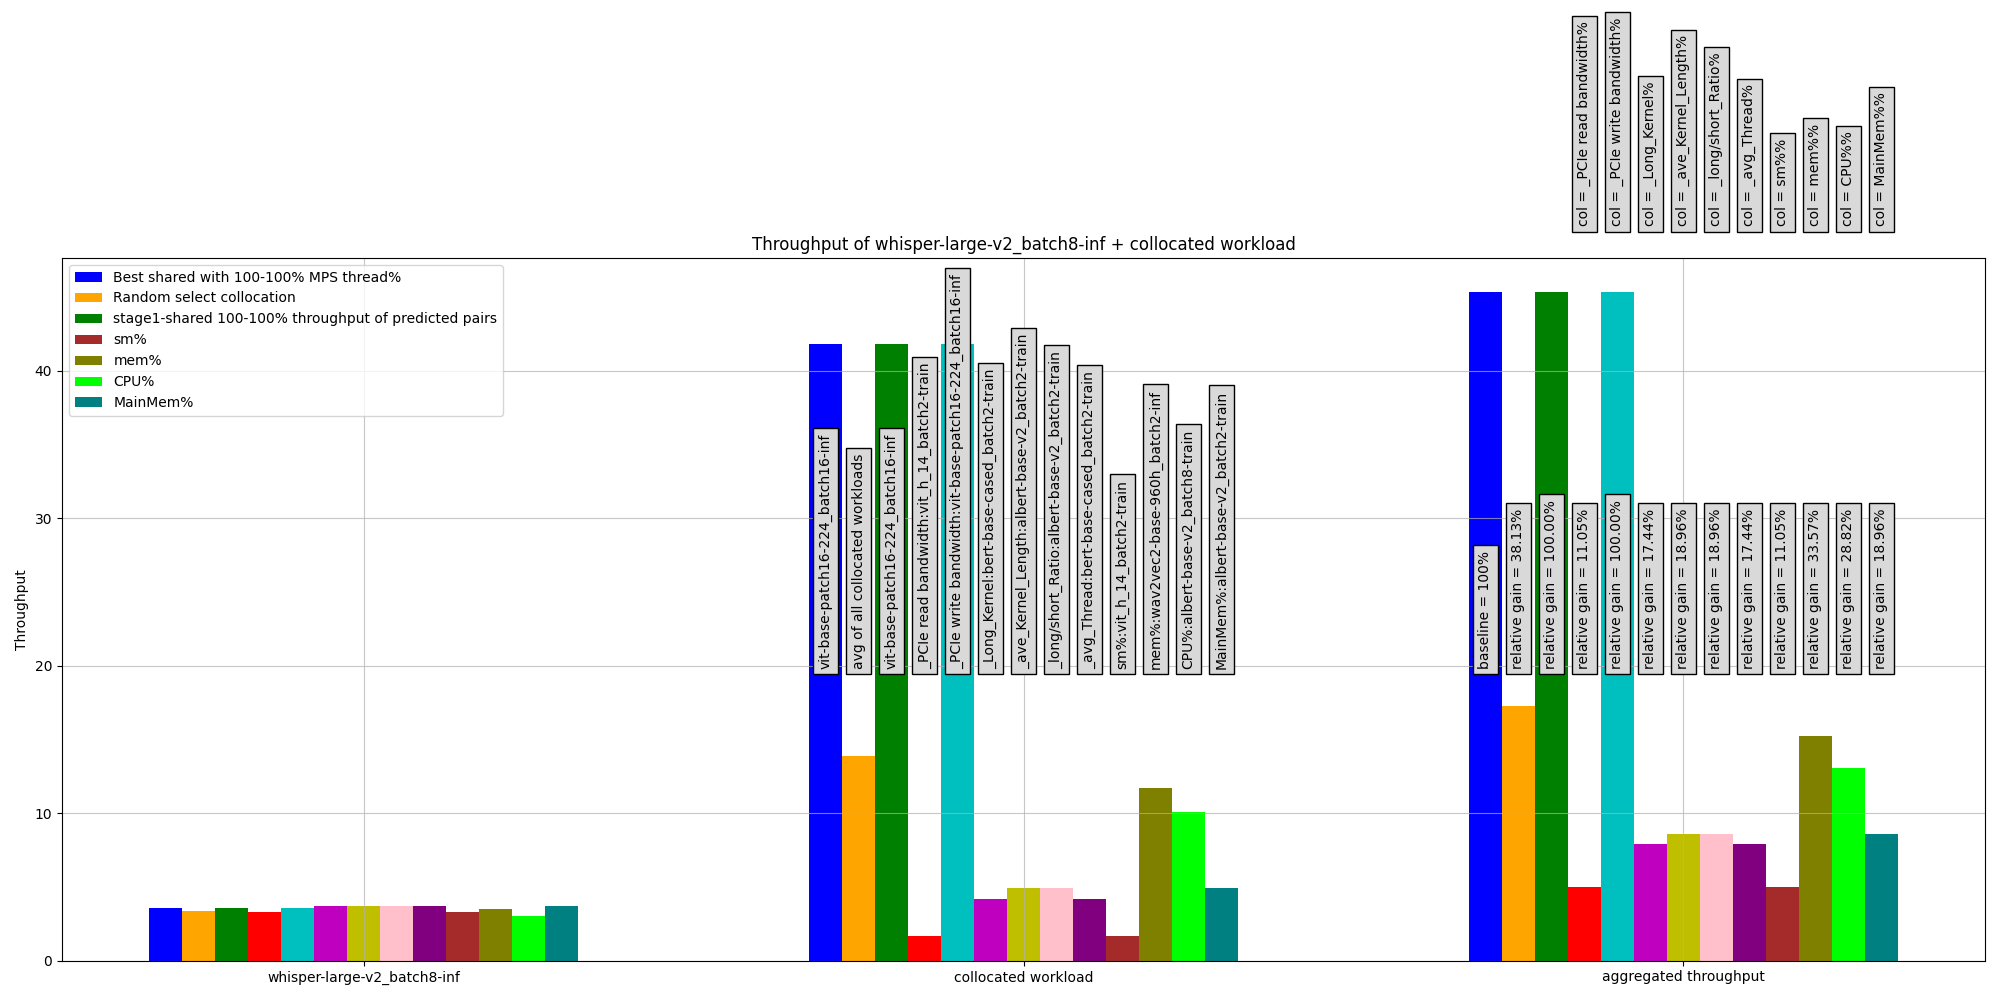 col = _PCIe read bandwidth%
col = _PCIe write bandwidth%
col = _Long_Kernel%
col = _ave_Kernel_Length%
col = _long/short_Ratio%
col = _avg_Thread%
col = sm%%
col = mem%%
col = CPU%%
col = MainMem%%
Throughput of whisper-large-v2_batch8-inf + collocated workload
Best shared with 100-100% MPS thread%
Random select collocation
stage1-shared 100-100% throughput of predicted pairs
sm%
mem%
CPU%
MainMem%
Throughput
40
30
20
10
0
vit-base-patch16-224_batch16-inf
avg of all collocated workloads
vit-base-patch16-224_batch16-inf
_PCIe read bandwidth:vit_h_14_batch2-train
_PCIe write bandwidth:vit-base-patch16-224_batch16-inf
_Long_Kernel:bert-base-cased_batch2-train
_ave_Kernel_Length:albert-base-v2_batch2-train
_long/short_Ratio:albert-base-v2_batch2-train
_avg_Thread:bert-base-cased_batch2-train
sm%:vit_h_14_batch2-train
mem%:wav2vec2-base-960h_batch2-inf
CPU%:albert-base-v2_batch8-train
MainMem%:albert-base-v2_batch2-train
baseline = 100%
relative gain = 38.13%
relative gain = 100.00%
relative gain = 11.05%
relative gain = 100.00%
relative gain = 17.44%
relative gain = 18.96%
relative gain = 18.96%
relative gain = 17.44%
relative gain = 11.05%
relative gain = 33.57%
relative gain = 28.82%
relative gain = 18.96%
whisper-large-v2_batch8-inf
collocated workload
aggregated throughput